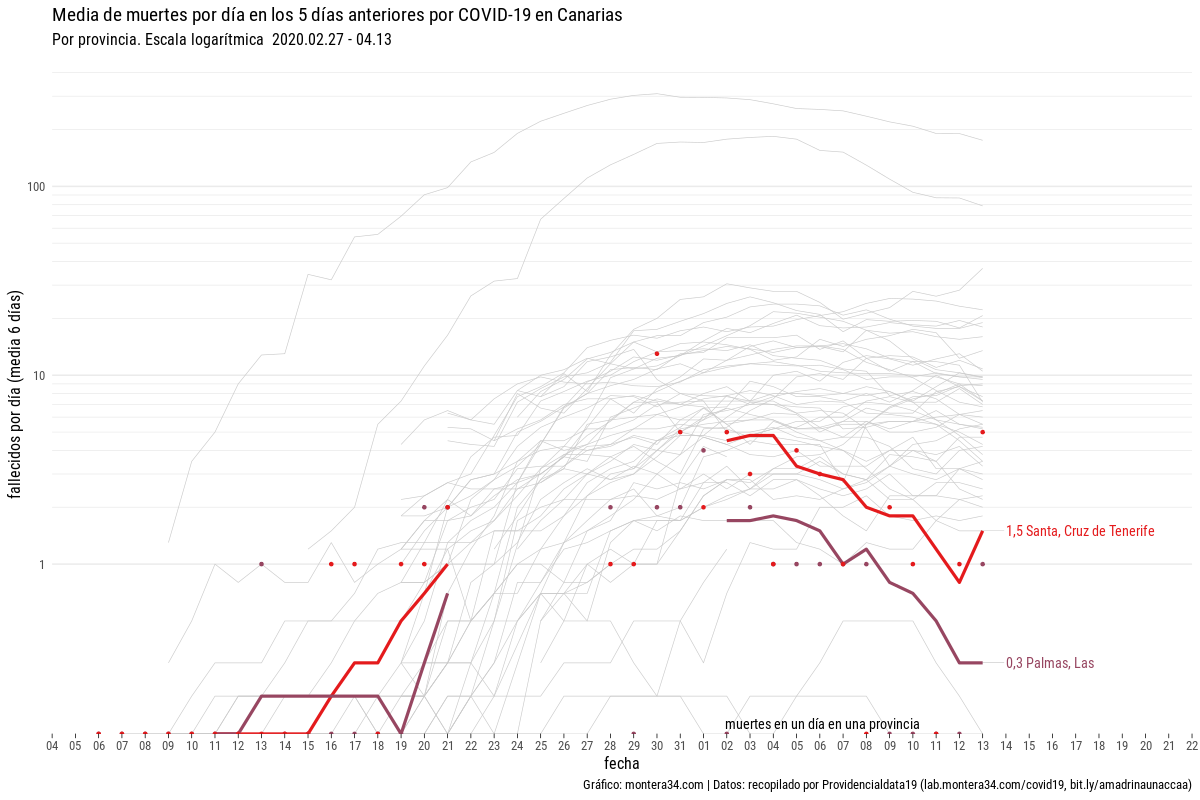 Media de muertes por día en los 5 días anteriores por COVID-19 en Canarias
Por provincia. Escala logarítmica  2020.02.27 - 04.13
fallecidos por día (media 6 días)
100
10
1
1,5 Santa, Cruz de Tenerife
0,3 Palmas, Las
muertes en un día en una provincia
04 05 06 07 08 09 10 11 12 13 14 15 16 17 18 19 20 21 22 23 24 25 26 27 28 29 30 31 01 02 03 04 05 06 07 08 09 10 11 12 13 14 15 16 17 18 19 20 21 22
fecha
Gráfico: montera34.com | Datos: recopilado por Providencialdata19 (lab.montera34.com/covid19, bit.ly/amadrinaunaccaa)